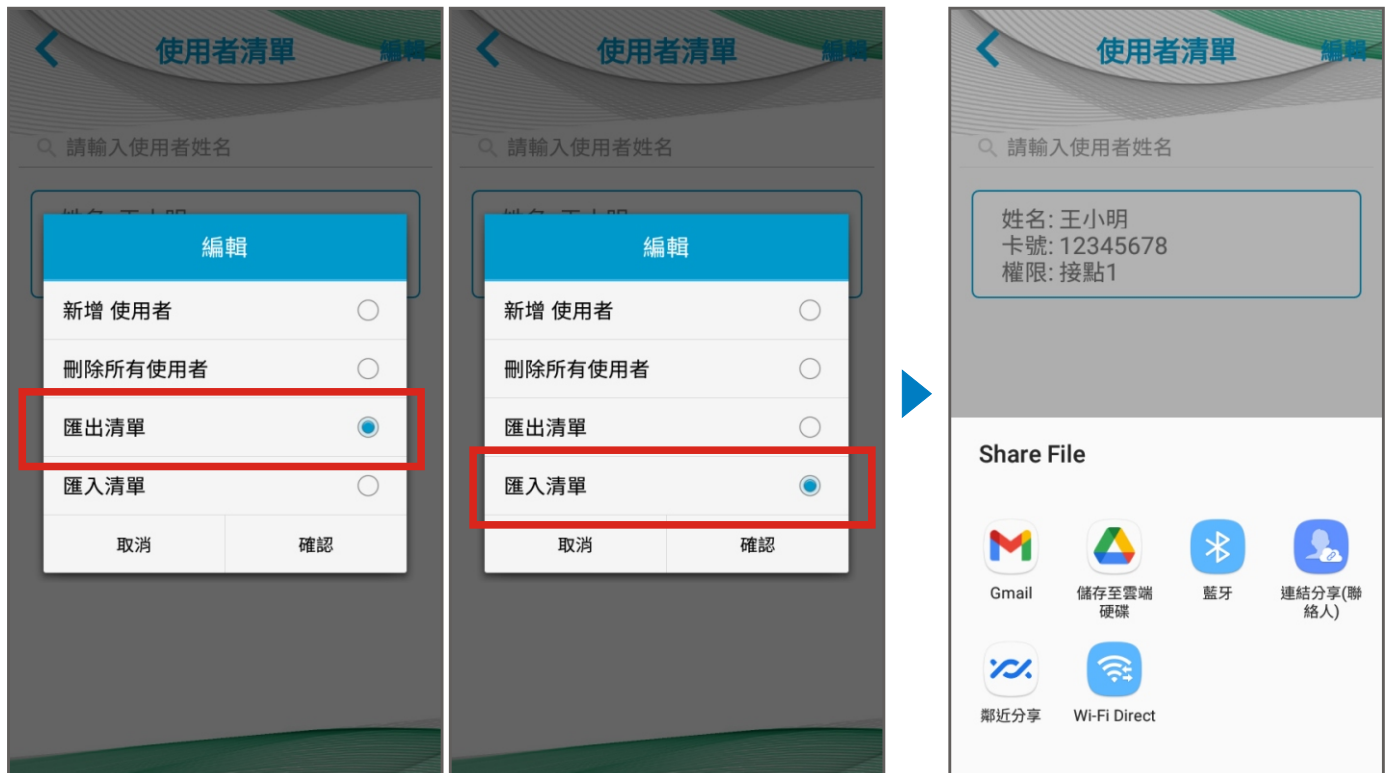 使用者清單
編輯
請輸入使用者姓名
編輯
新增 使用者
刪除所有使用者
匯出清單
匯入清單
取消
確認
使用者清單
編輯
請輸入使用者姓名
編輯
新增 使用者
刪除所有使用者
匯出清單
匯入清單
取消
確認
使用者清單
編輯
請輸入使用者姓名
姓名: 王小明
卡號: 12345678
權限: 接點1
Share File
Gmail
儲存至雲端
硬碟
藍牙
連結分享(聯
絡人)
鄰近分享
Wi-Fi Direct